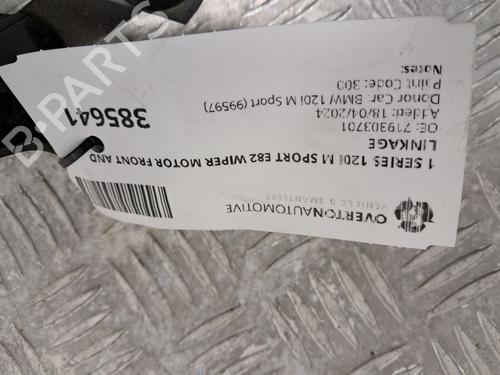 OVERTONAUTOMOTIVE
VEHICLE DISMANTLERS
1 SERIES 120I M SPORT E82 WIPER MOTOR FRONT AND
LINKAGE
OE: 719303701
Added: 18/04/2024
Donor Car: BMW 120I M Sport (99597)
Paint Code: 300
Notes:
385641
B-PARTS